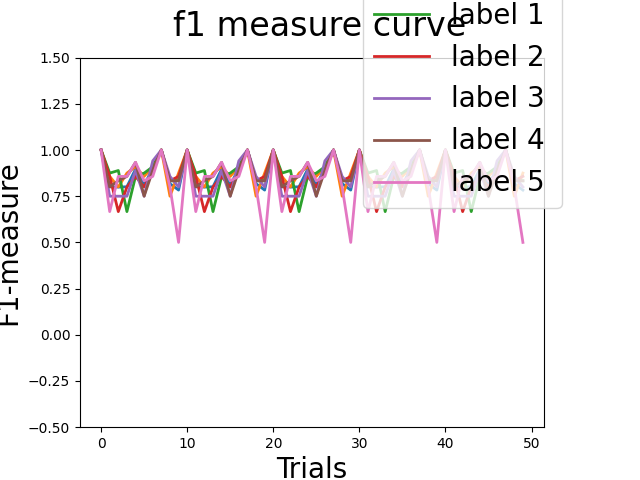 f1 measure curve
label 1
label 2
label 3
label 4
label 5
1.50
1.25
1.00
0.75
0.50
0.25
0.00
−0.25
−0.50
F1-measure
0 10 20 30 40 50
Trials